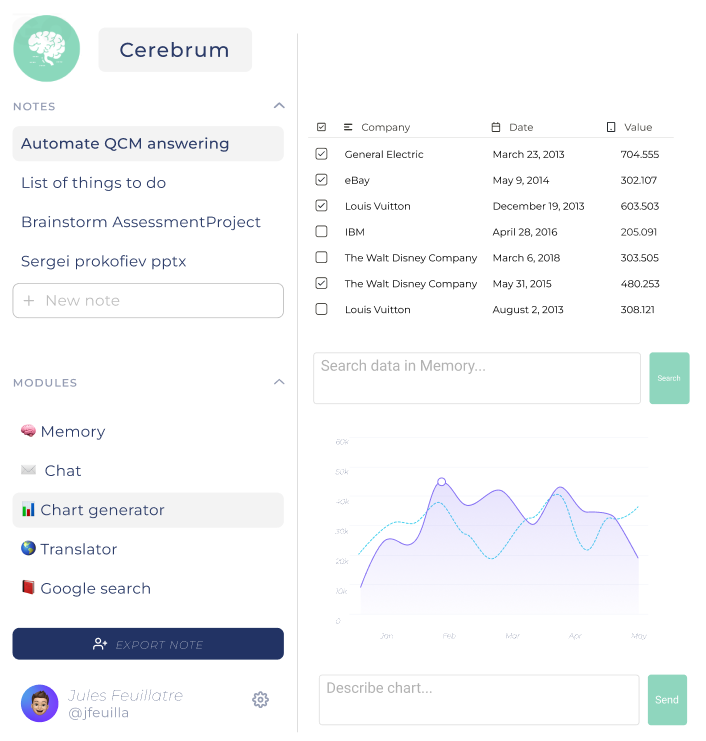 Cerebrum
NOTES
Automate QCM answering
List of things to do
Brainstorm AssessmentProject
Sergei prokofiev pptx
+ New note
MODULES
Memory
Chat
Chart generator
Translator
Google search
EXPORT NOTE
Jules Feuillatre
@jfeuilla
Company Date Value
General Electric March 23, 2013 704.555
eBay May 9, 2014 302.107
Louis Vuitton December 19, 2013 603.503
IBM April 28, 2016 205.091
The Walt Disney Company March 6, 2018 303.505
The Walt Disney Company May 31, 2015 480.253
Louis Vuitton August 2, 2013 308.121
Search data in Memory...
Search
60k
50k
40k
30k
20k
10k
0
Jan Feb Mar Apr May
Describe chart...
Send